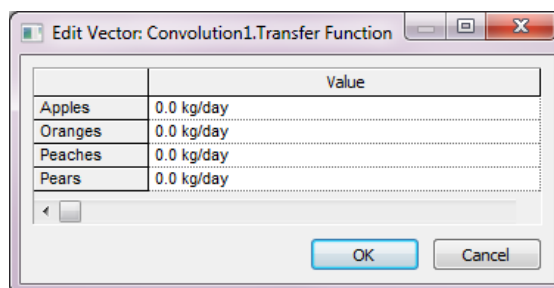 Edit Vector: Convolution1.Transfer Function
Value
Apples 0.0 kg/day
Oranges 0.0 kg/day
Peaches 0.0 kg/day
Pears 0.0 kg/day
OK Cancel